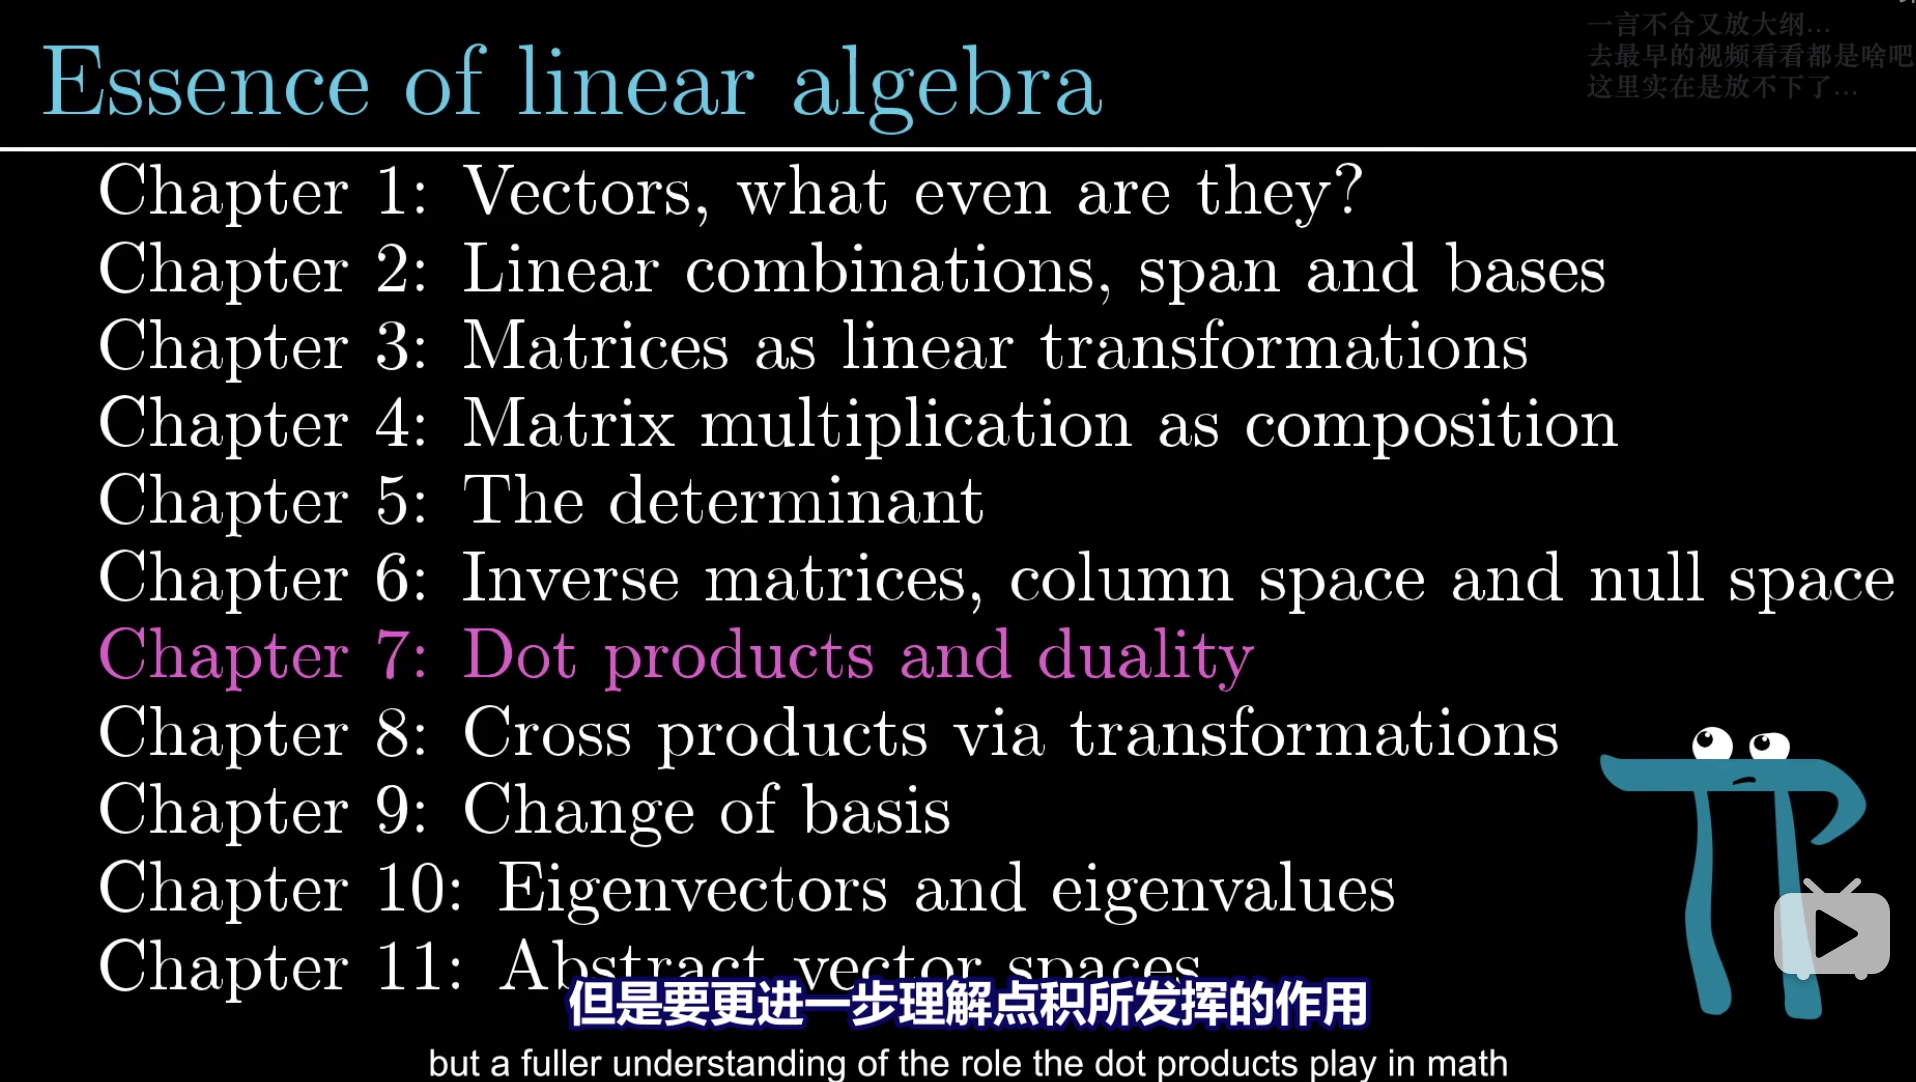 一言不合又放大纲…
去最早的视频看看都是啥吧
这里实在是放不下了…
Essence of linear algebra
Chapter 1: Vectors, what even are they?
Chapter 2: Linear combinations, span and bases
Chapter 3: Matrices as linear transformations
Chapter 4: Matrix multiplication as composition
Chapter 5: The determinant
Chapter 6: Inverse matrices, column space and null space
Chapter 7: Dot products and duality
Chapter 8: Cross products via transformations
Chapter 9: Change of basis
Chapter 10: Eigenvectors and eigenvalues
Chapter 11: Abstract vector spaces
但是要更进一步理解点积所发挥的作用
but a fuller understanding of the role the dot products play in math